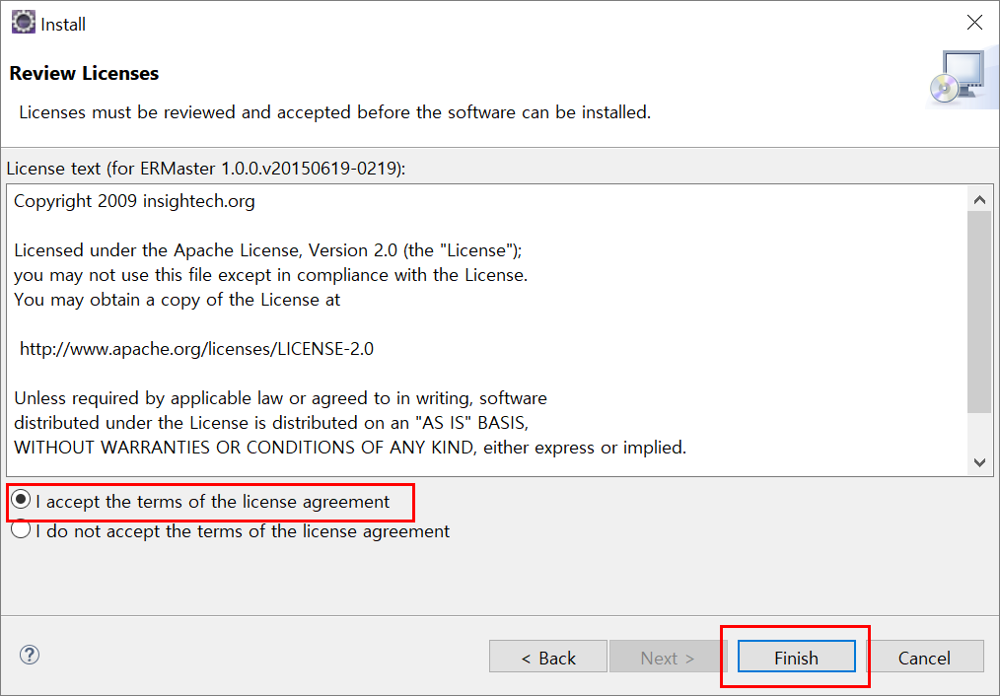 Install
Review Licenses
Licenses must be reviewed and accepted before the software can be installed.
License text (for ERMaster 1.0.0.v20150619-0219):
Copyright 2009 insightech.org
Licensed under the Apache License, Version 2.0 (the "License");
you may not use this file except in compliance with the License.
You may obtain a copy of the License at
http://www.apache.org/licenses/LICENSE-2.0
Unless required by applicable law or agreed to in writing, software
distributed under the License is distributed on an "AS IS" BASIS,
WITHOUT WARRANTIES OR CONDITIONS OF ANY KIND, either express or implied.
I accept the terms of the license agreement
I do not accept the terms of the license agreement
? < Back Next > Finish Cancel